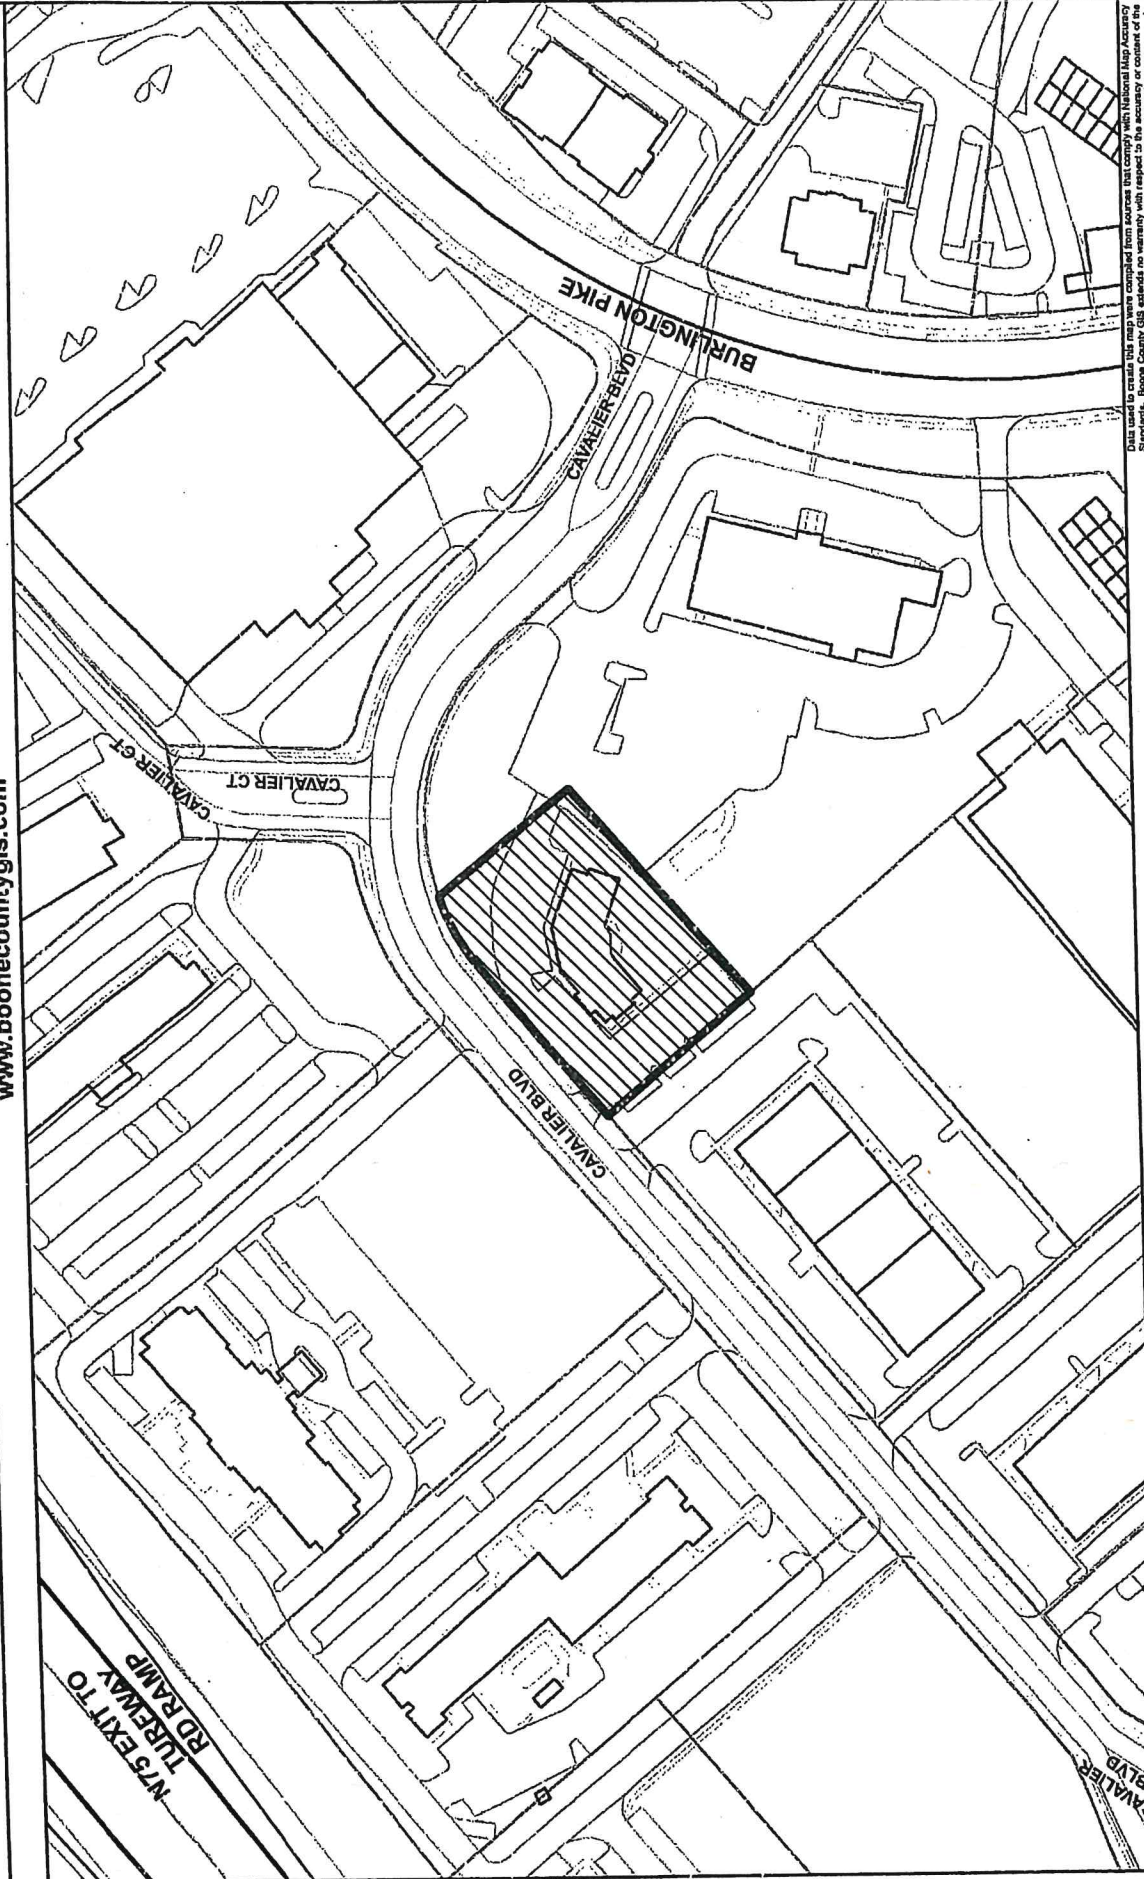 www.boonecountygis.com
CAVALIER CT
CAVALIER CT
BURLINGTON PIKE
CAVALIER BLVD
CAVALIER BLVD
N75 EXIT TO
TURFWAY
RD RAMP
CAVALIER
BLVD
Data used to create this map were compiled from sources that comply with National Map Accuracy
Standards. Boone County GIS extends no warranty with respect to the accuracy or content of the